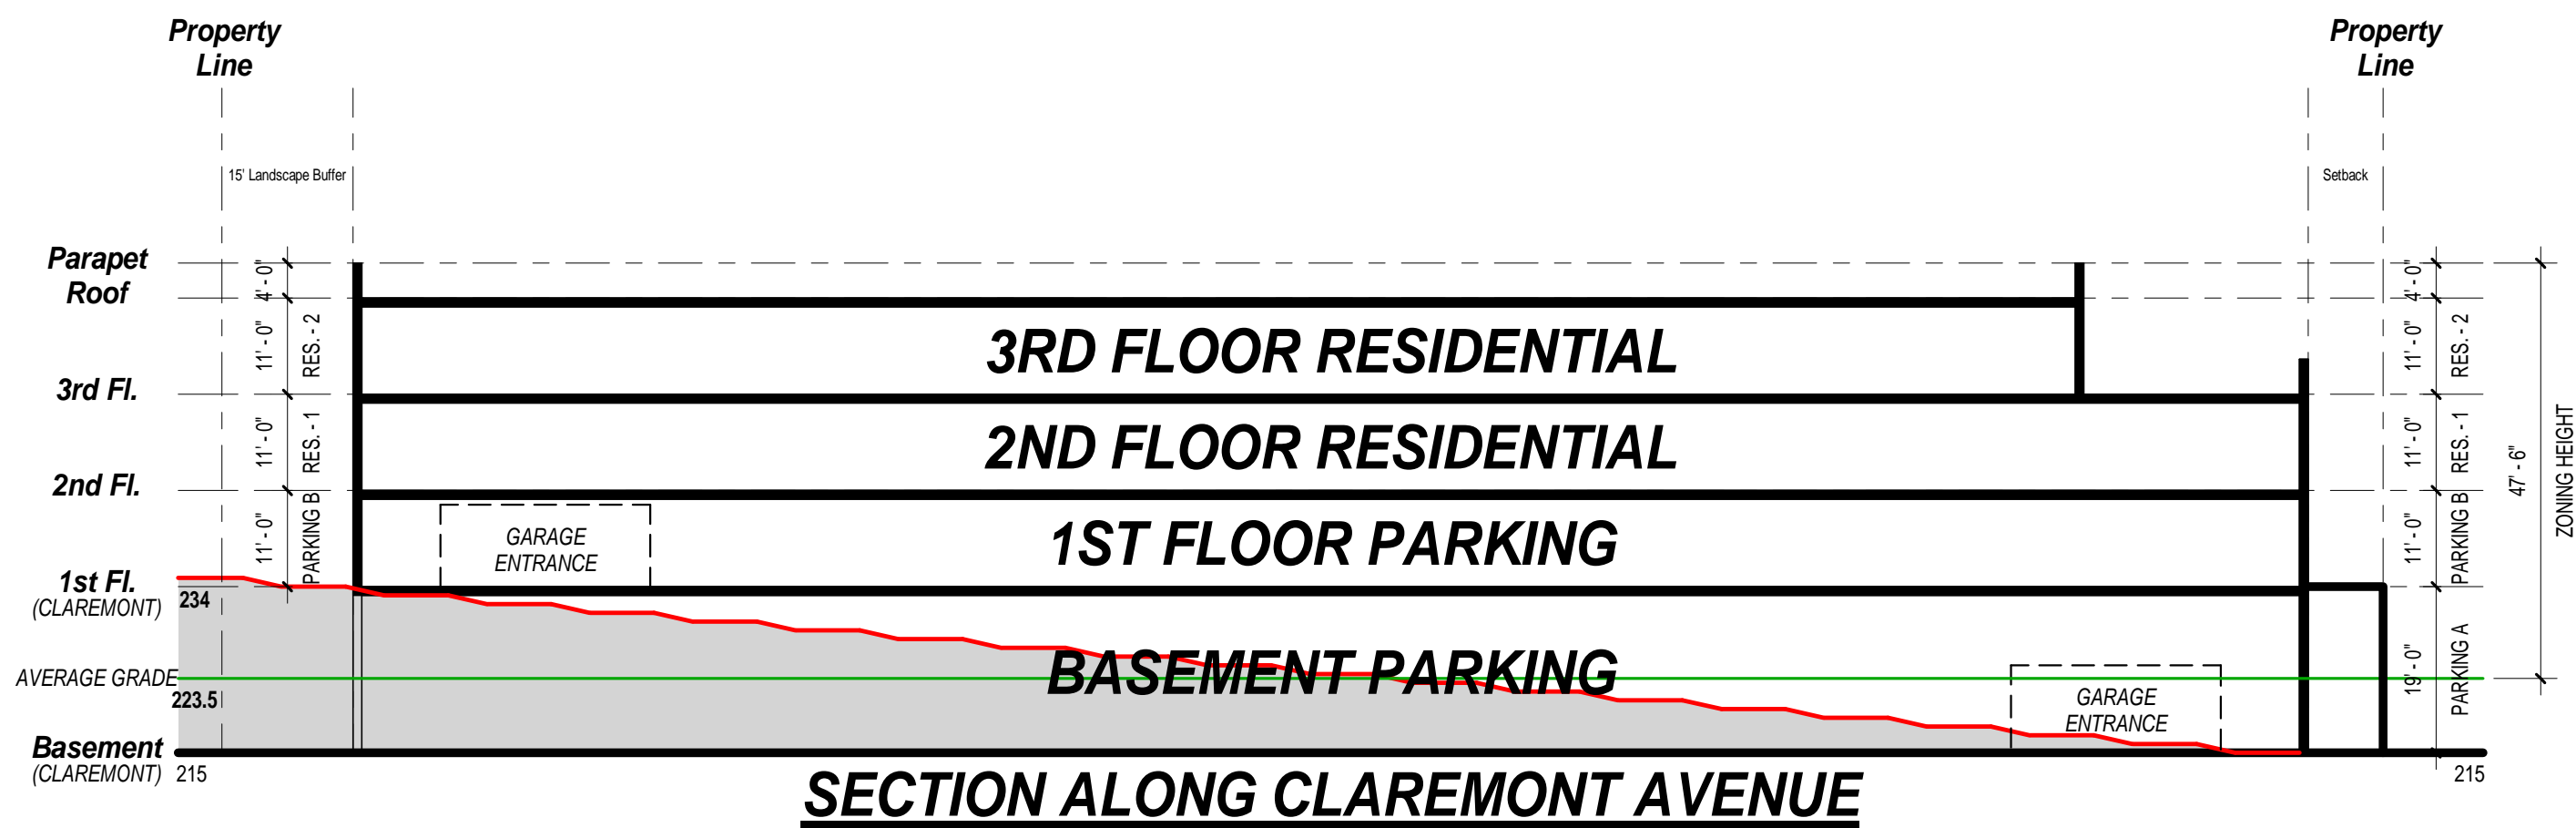 Property
Line
Property
Line
15' Landscape Buffer
Setback
Parapet
Roof
3rd Fl.
2nd Fl.
1st Fl.
(CLAREMONT)
234
AVERAGE GRADE
223.5
Basement
(CLAREMONT)
215
4' - 0"
11' - 0"
RES. - 2
11' - 0"
RES. - 1
11' - 0"
PARKING B
3RD FLOOR RESIDENTIAL
2ND FLOOR RESIDENTIAL
GARAGE
ENTRANCE
1ST FLOOR PARKING
BASEMENT PARKING
GARAGE
ENTRANCE
4' - 0"
11' - 0"
RES. - 2
11' - 0"
RES. - 1
11' - 0"
PARKING B
19' - 0"
PARKING A
47' - 6"
ZONING HEIGHT
215
SECTION ALONG CLAREMONT AVENUE